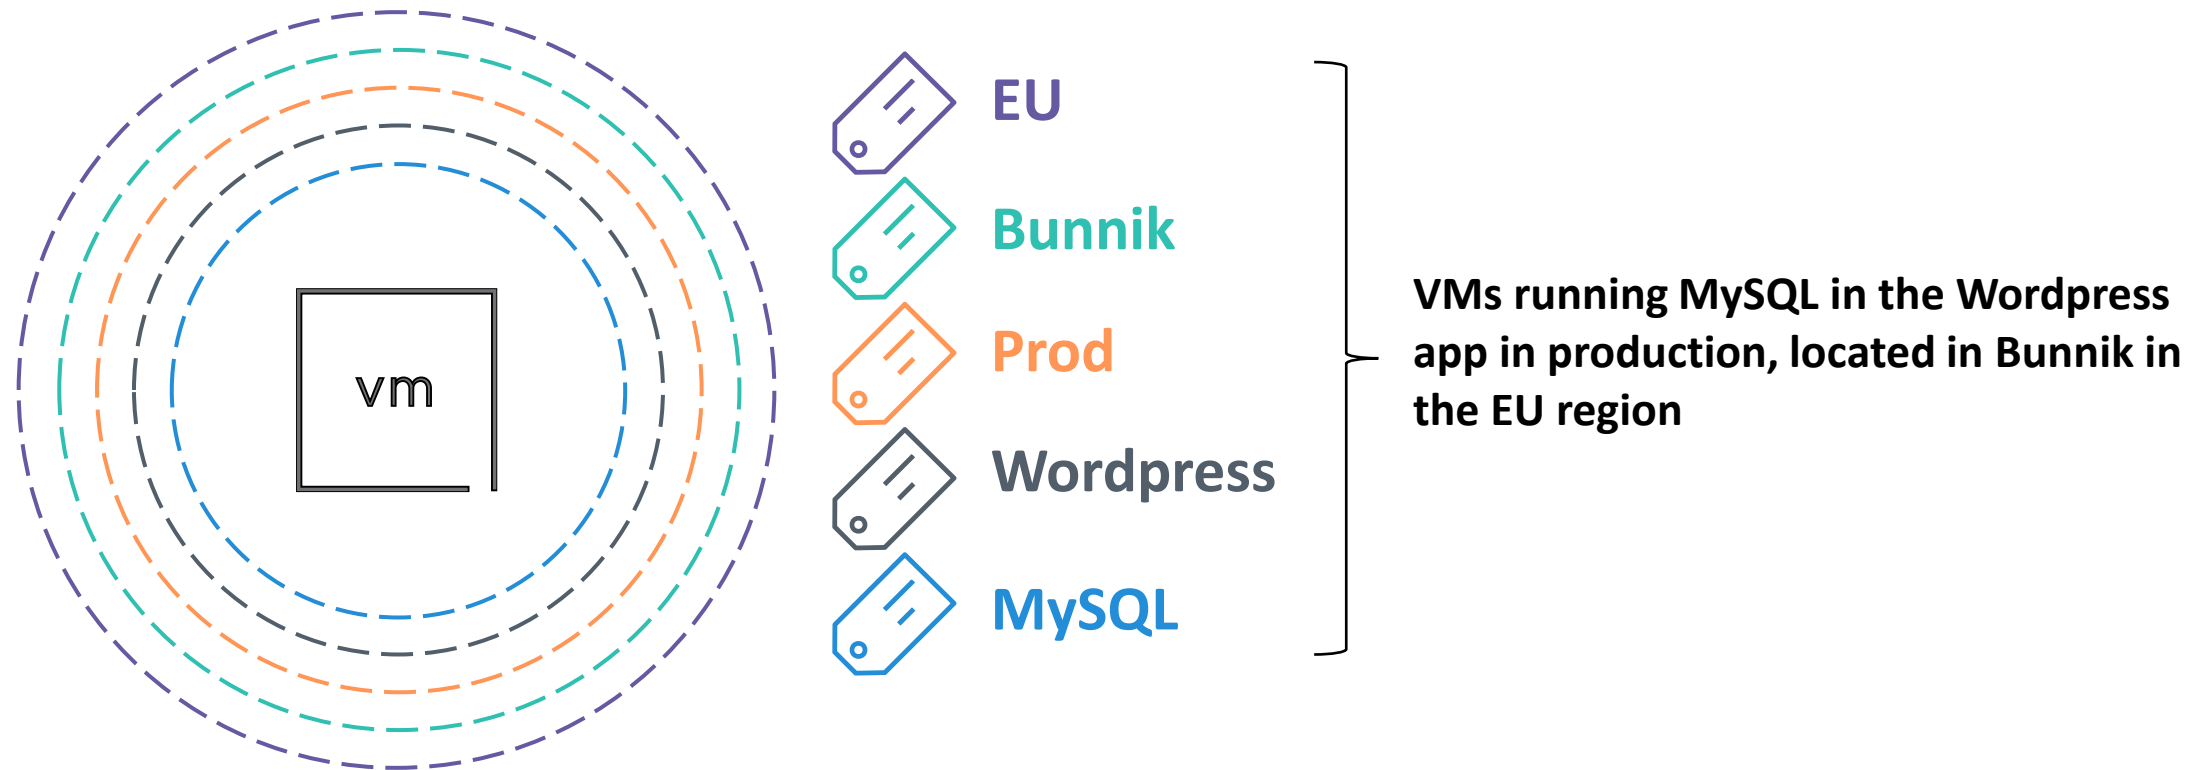 vm
EU
Bunnik
Prod
Wordpress
MySQL
VMs running MySQL in the Wordpress
app in production, located in Bunnik in
the EU region